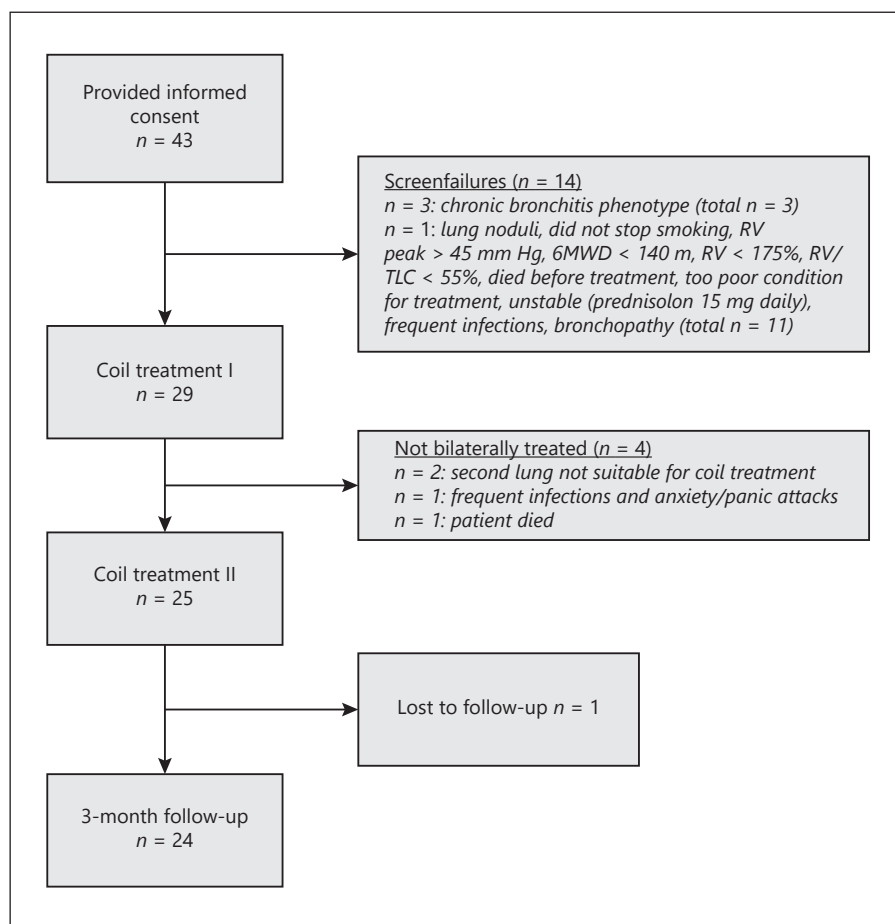 Provided informed
consent
n = 43
Screenfailures (n = 14)
n = 3: chronic bronchitis phenotype (total n = 3)
n = 1: lung noduli, did not stop smoking, RV
peak > 45 mm Hg, 6MWD < 140 m, RV < 175%, RV/
TLC < 55%, died before treatment, too poor condition
for treatment, unstable (prednisolon 15 mg daily),
frequent infections, bronchopathy (total n = 11)
Coil treatment I
n = 29
Not bilaterally treated (n = 4)
n = 2: second lung not suitable for coil treatment
n = 1: frequent infections and anxiety/panic attacks
n = 1: patient died
Coil treatment II
n = 25
Lost to follow-up n = 1
3-month follow-up
n = 24